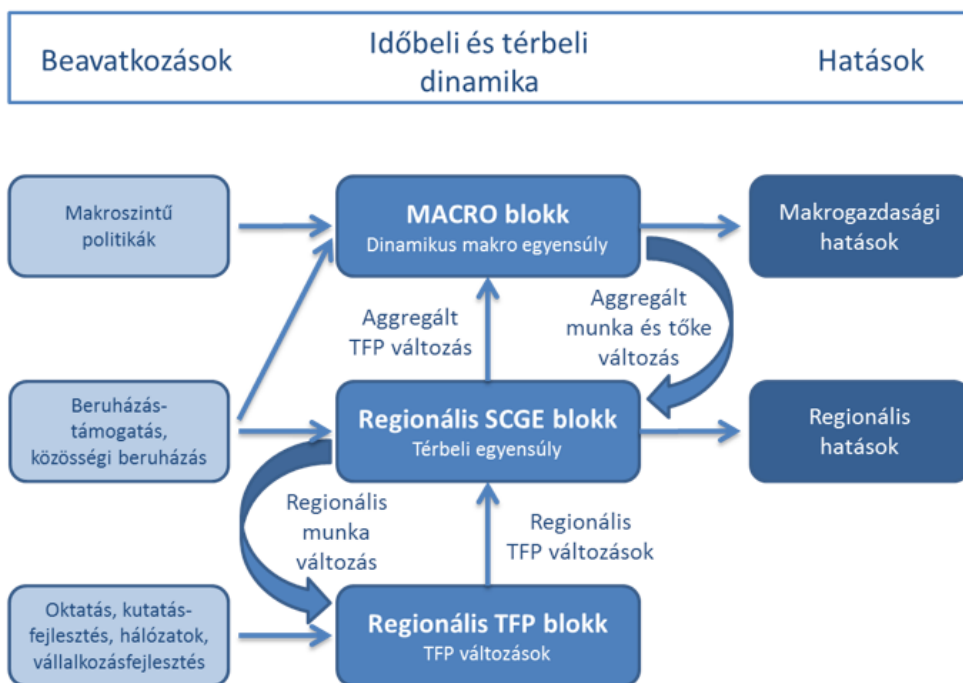 Beavatkozások
Időbeli és térbeli
dinamika
Hatások
Makroszintű
politikák
MACRO blokk
Dinamikus makro egyensúly
Makrogazdasági
hatások
Aggregált
TFP változás
Aggregált
munka és tőke
változás
Beruházás-
támogatás,
közösségi beruházás
Regionális SCGE blokk
Térbeli egyensúly
Regionális
hatások
Regionális
munka
változás
Regionális
TFP változások
Oktatás, kutatás-
fejlesztés, hálózatok,
vállalkozásfejlesztés
Regionális TFP blokk
TFP változások